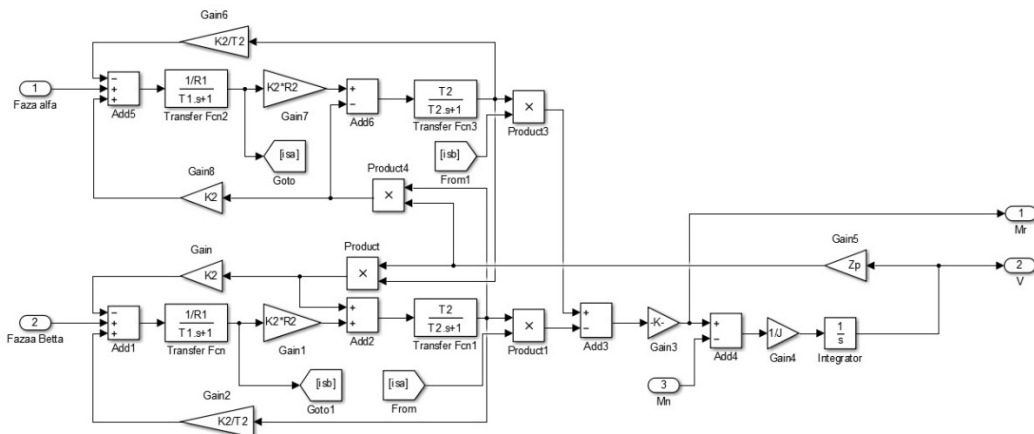 Gain6
K2/T2
1
Faza alfa
−
+
+
Add5
1/R1
T1.s+1
Transfer Fcn2
K2*R2
Gain7
+
−
Add6
T2
T2.s+1
Transfer Fcn3
×
Product3
[isa]
Goto
[isb]
From1
Product4
×
Gain8
K2
1
Mr
Gain
K2
Product
×
Gain5
Zp
2
V
2
Fazaa Betta
−
+
+
Add1
1/R1
T1.s+1
Transfer Fcn
K2*R2
Gain1
+
+
Add2
T2
T2.s+1
Transfer Fcn1
×
Product1
+
−
Add3
-K-
Gain3
+
−
Add4
1/J
Gain4
1
s
Integrator
[isb]
Goto1
[isa]
From
3
Mn
Gain2
K2/T2